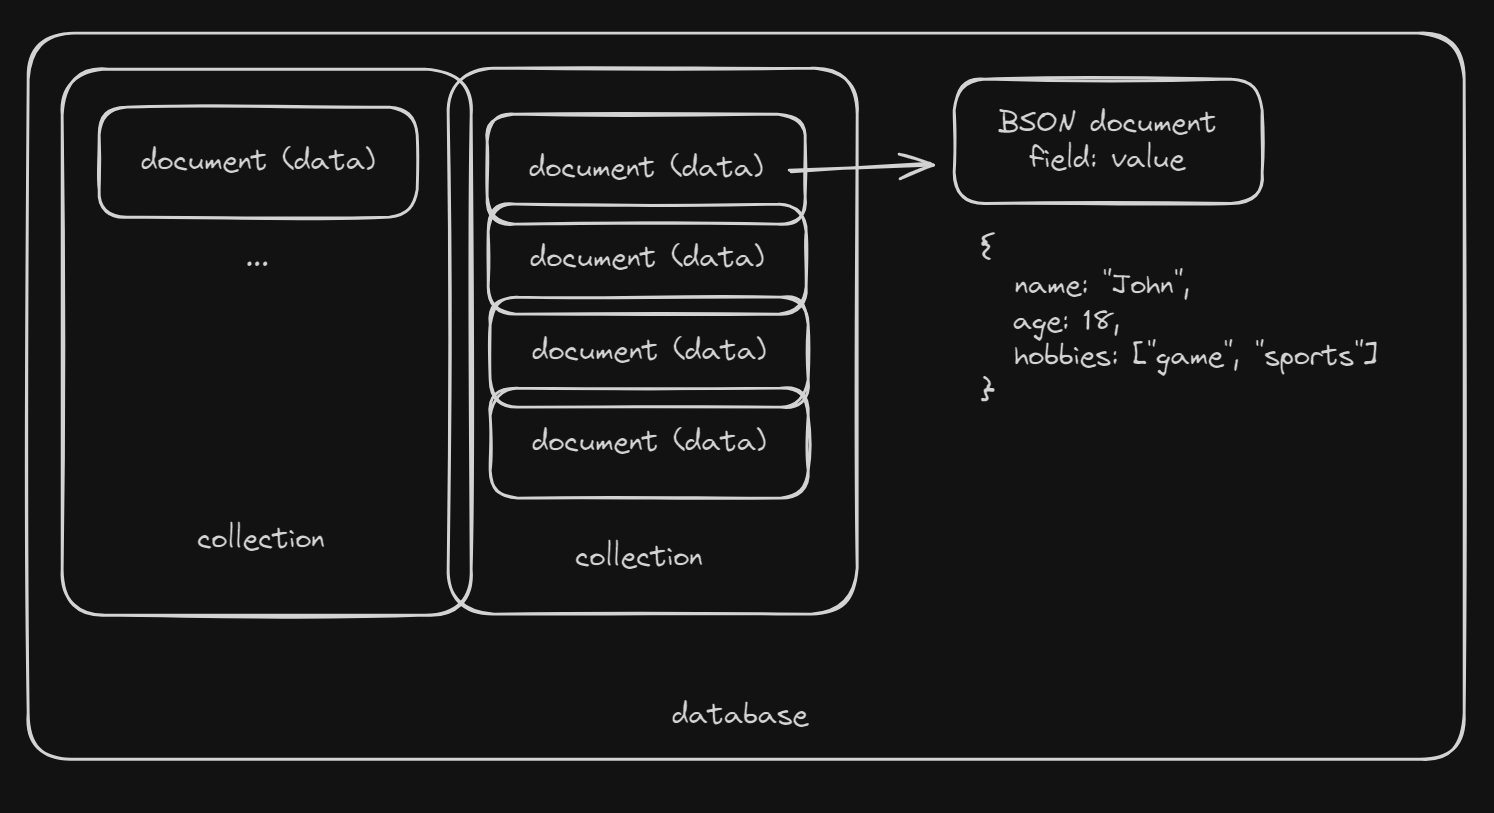 document (data)
...
collection
document (data)
document (data)
document (data)
document (data)
collection
BSON document
field: value
{
name: "John",
age: 18,
hobbies: ["game", "sports"]
}
database